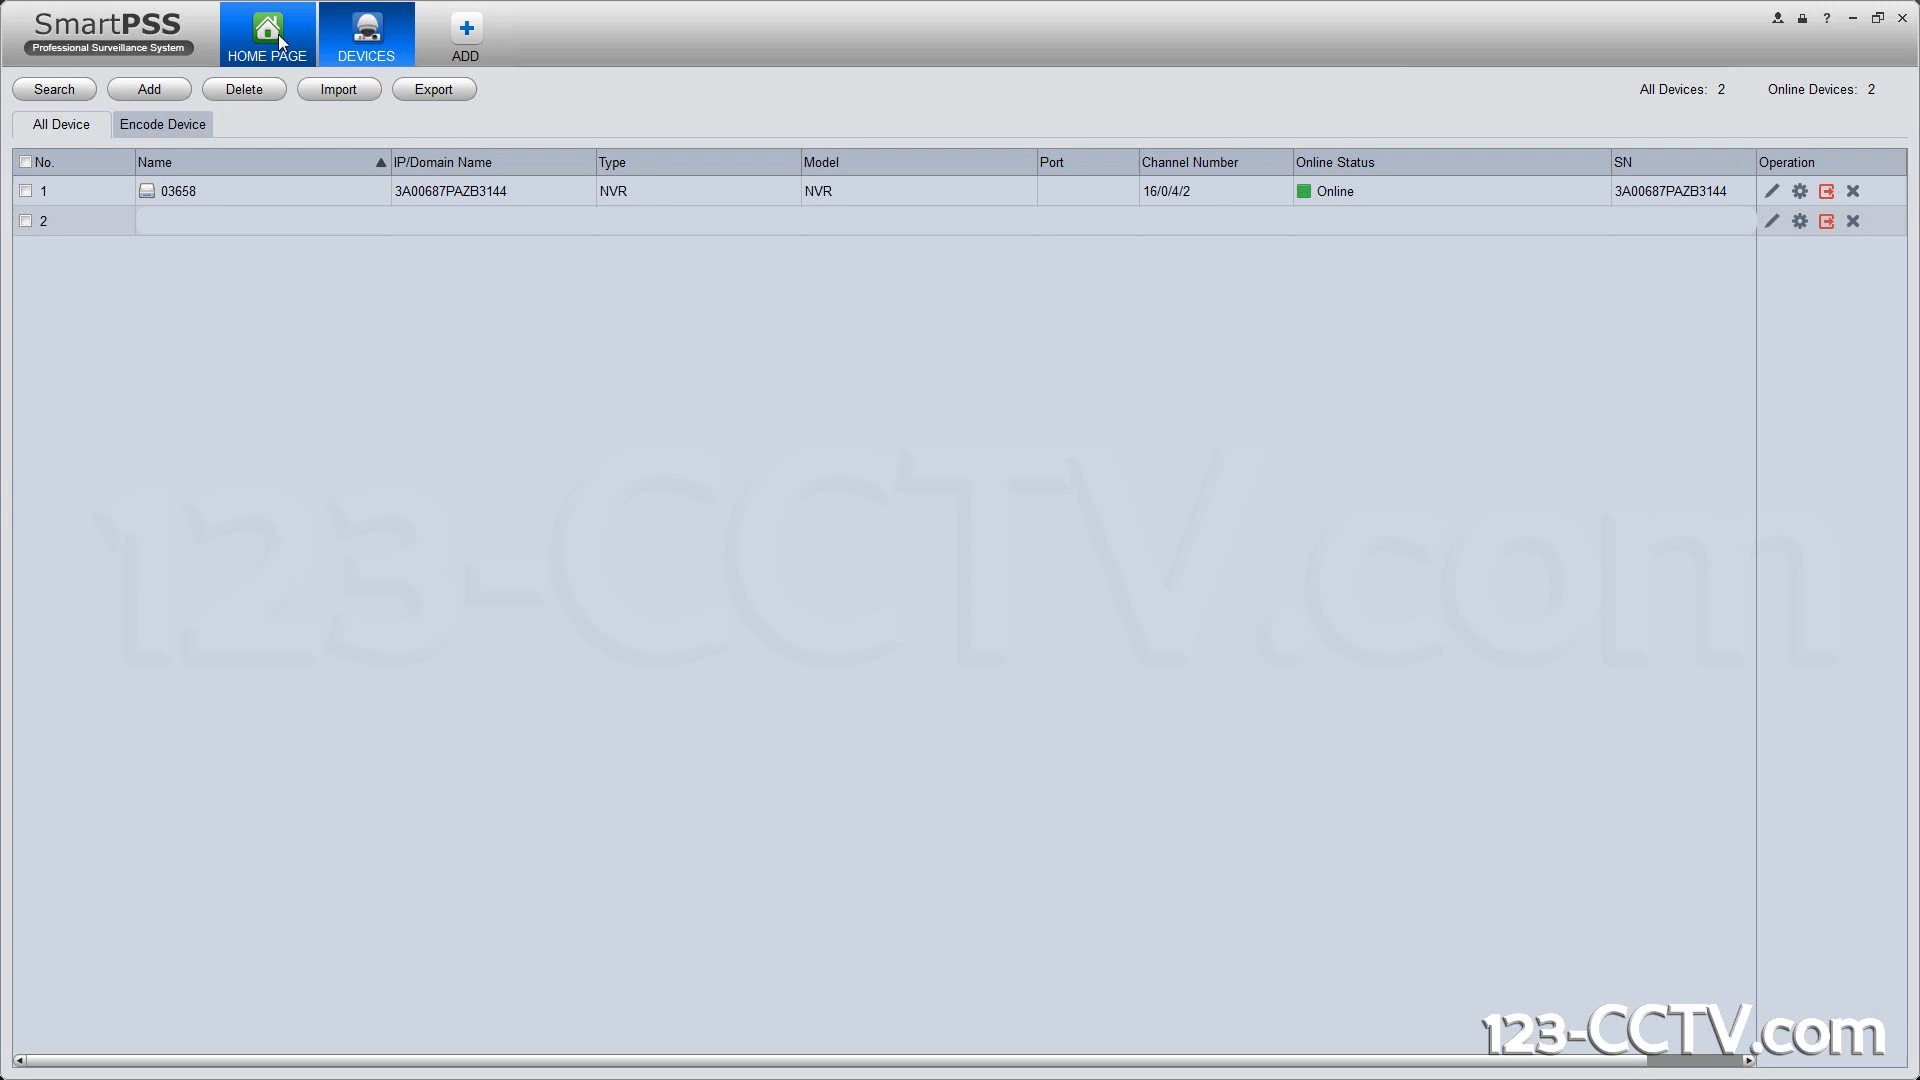 SmartPSS
Professional Surveillance System
HOME PAGE
DEVICES
ADD
Search
Add
Delete
Import
Export
All Devices: 2
Online Devices: 2
All Device
Encode Device
No. Name IP/Domain Name Type Model Port Channel Number Online Status SN Operation
1 03658 3A00687PAZB3144 NVR NVR 16/0/4/2 Online 3A00687PAZB3144
2
123-CCTV.com
123-CCTV.com